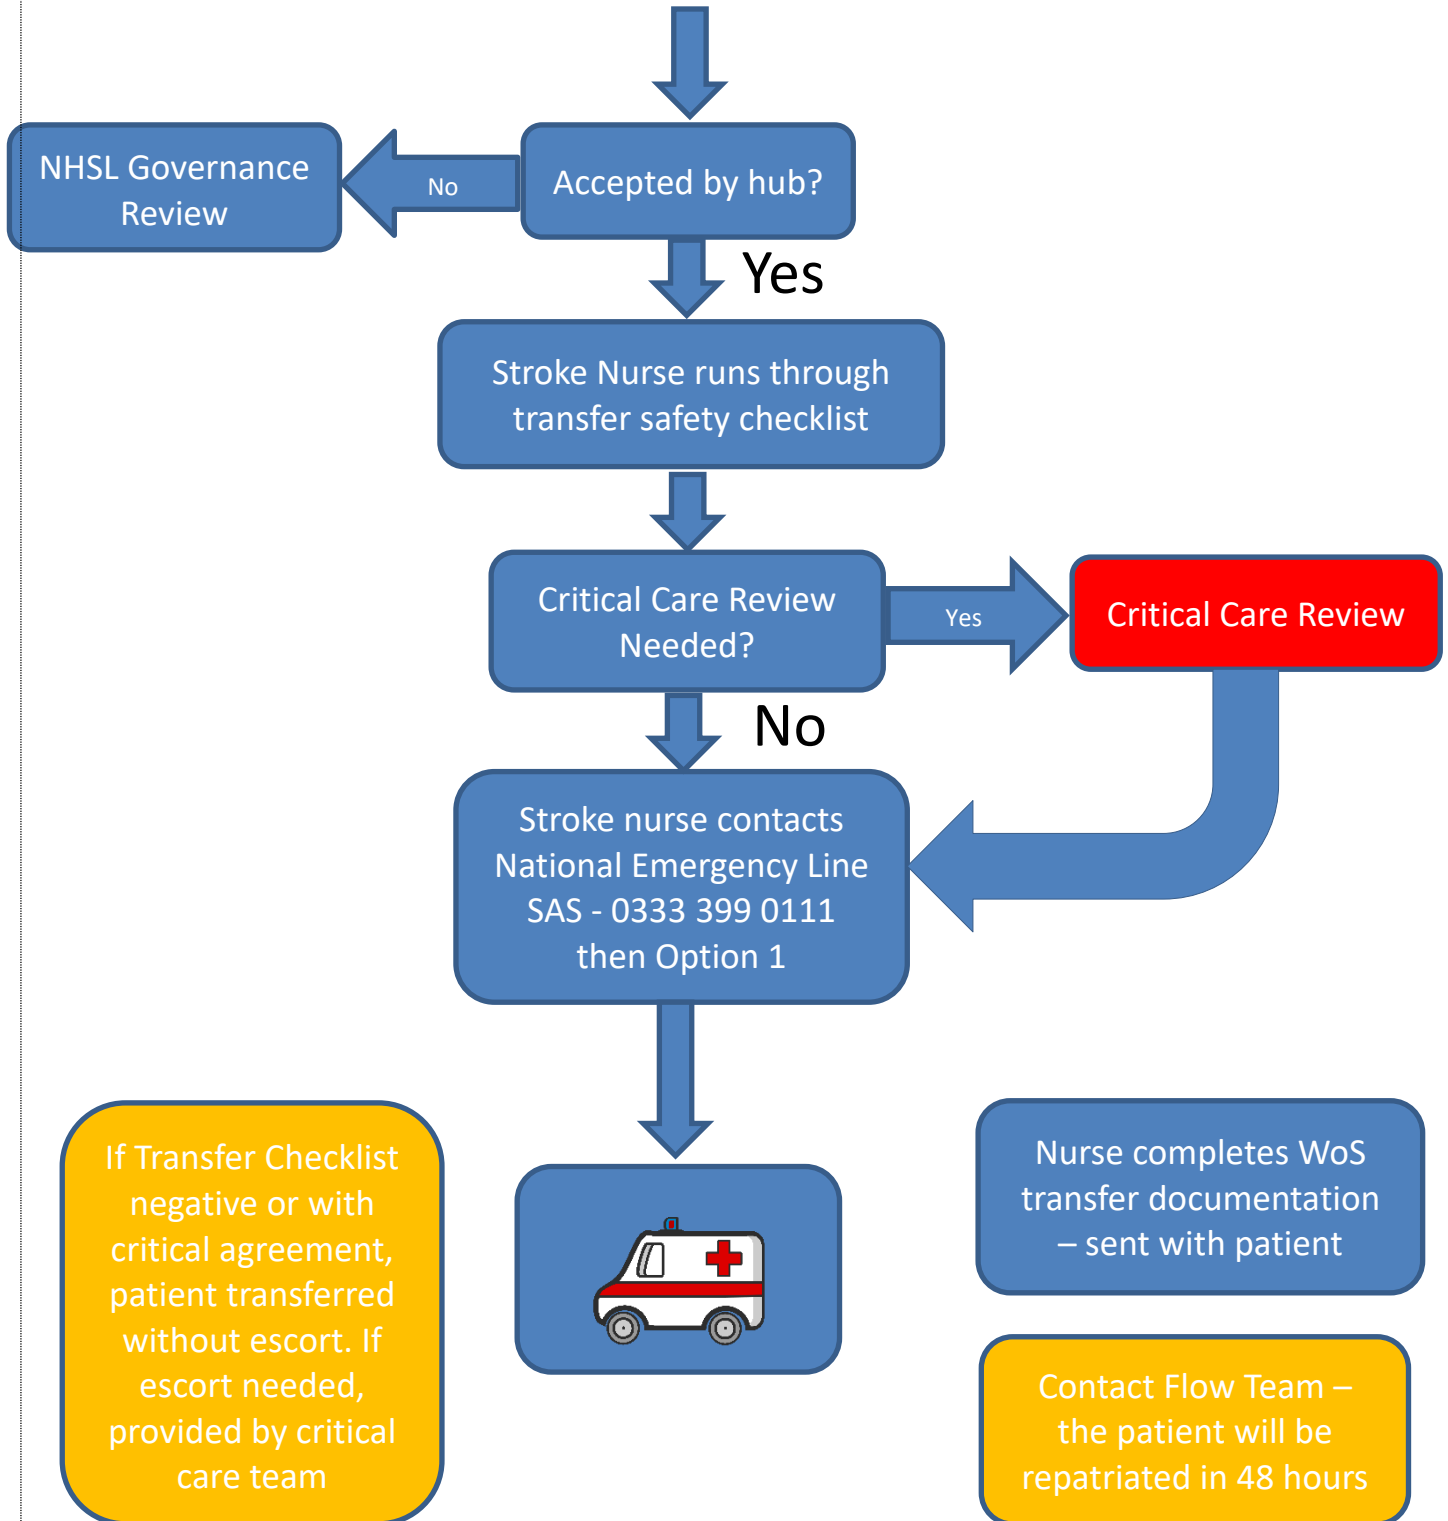 Accepted by hub?
No
NHSL Governance
Review
Yes
Stroke Nurse runs through
transfer safety checklist
Critical Care Review
Needed?
Yes
Critical Care Review
No
Stroke nurse contacts
National Emergency Line
SAS - 0333 399 0111
then Option 1
If Transfer Checklist
negative or with
critical agreement,
patient transferred
without escort. If
escort needed,
provided by critical
care team
Nurse completes WoS
transfer documentation
– sent with patient
Contact Flow Team –
the patient will be
repatriated in 48 hours